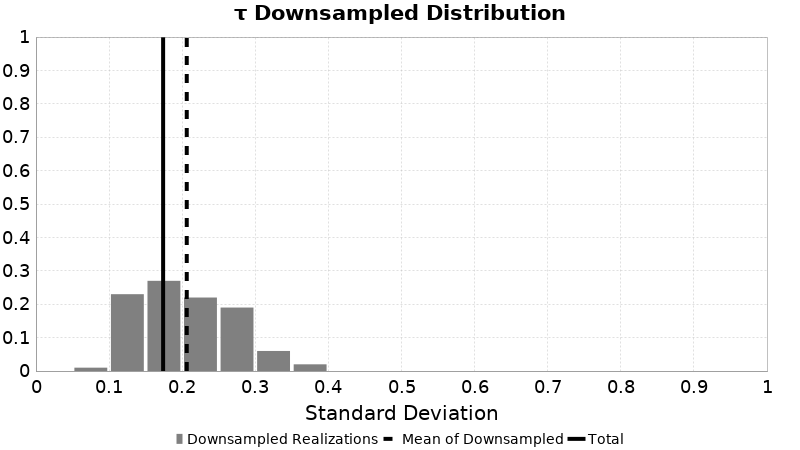 τ Downsampled Distribution
1
0.9
0.8
0.7
0.6
0.5
0.4
0.3
0.2
0.1
0
0 0.1 0.2 0.3 0.4 0.5 0.6 0.7 0.8 0.9 1
Standard Deviation
Downsampled Realizations Mean of Downsampled Total